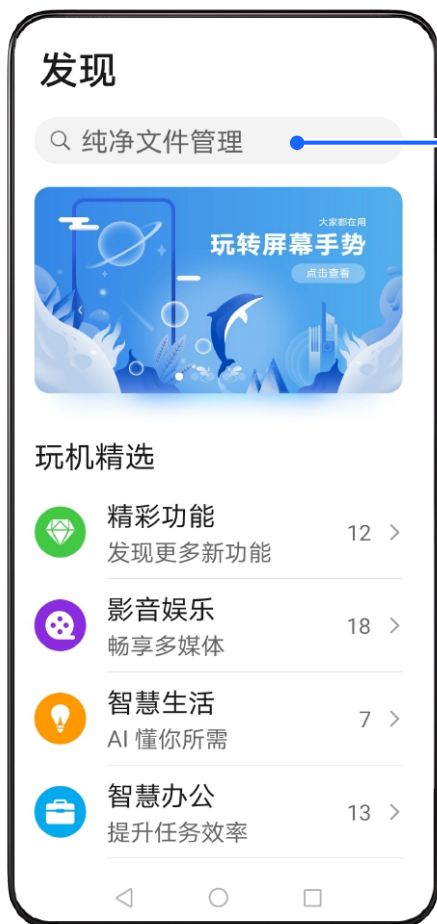 发现
纯净文件管理
大家都在用
玩转屏幕手势
点击查看
玩机精选
精彩功能
发现更多新功能
12
影音娱乐
畅享多媒体
18
智慧生活
AI 懂你所需
7
智慧办公
提升任务效率
13